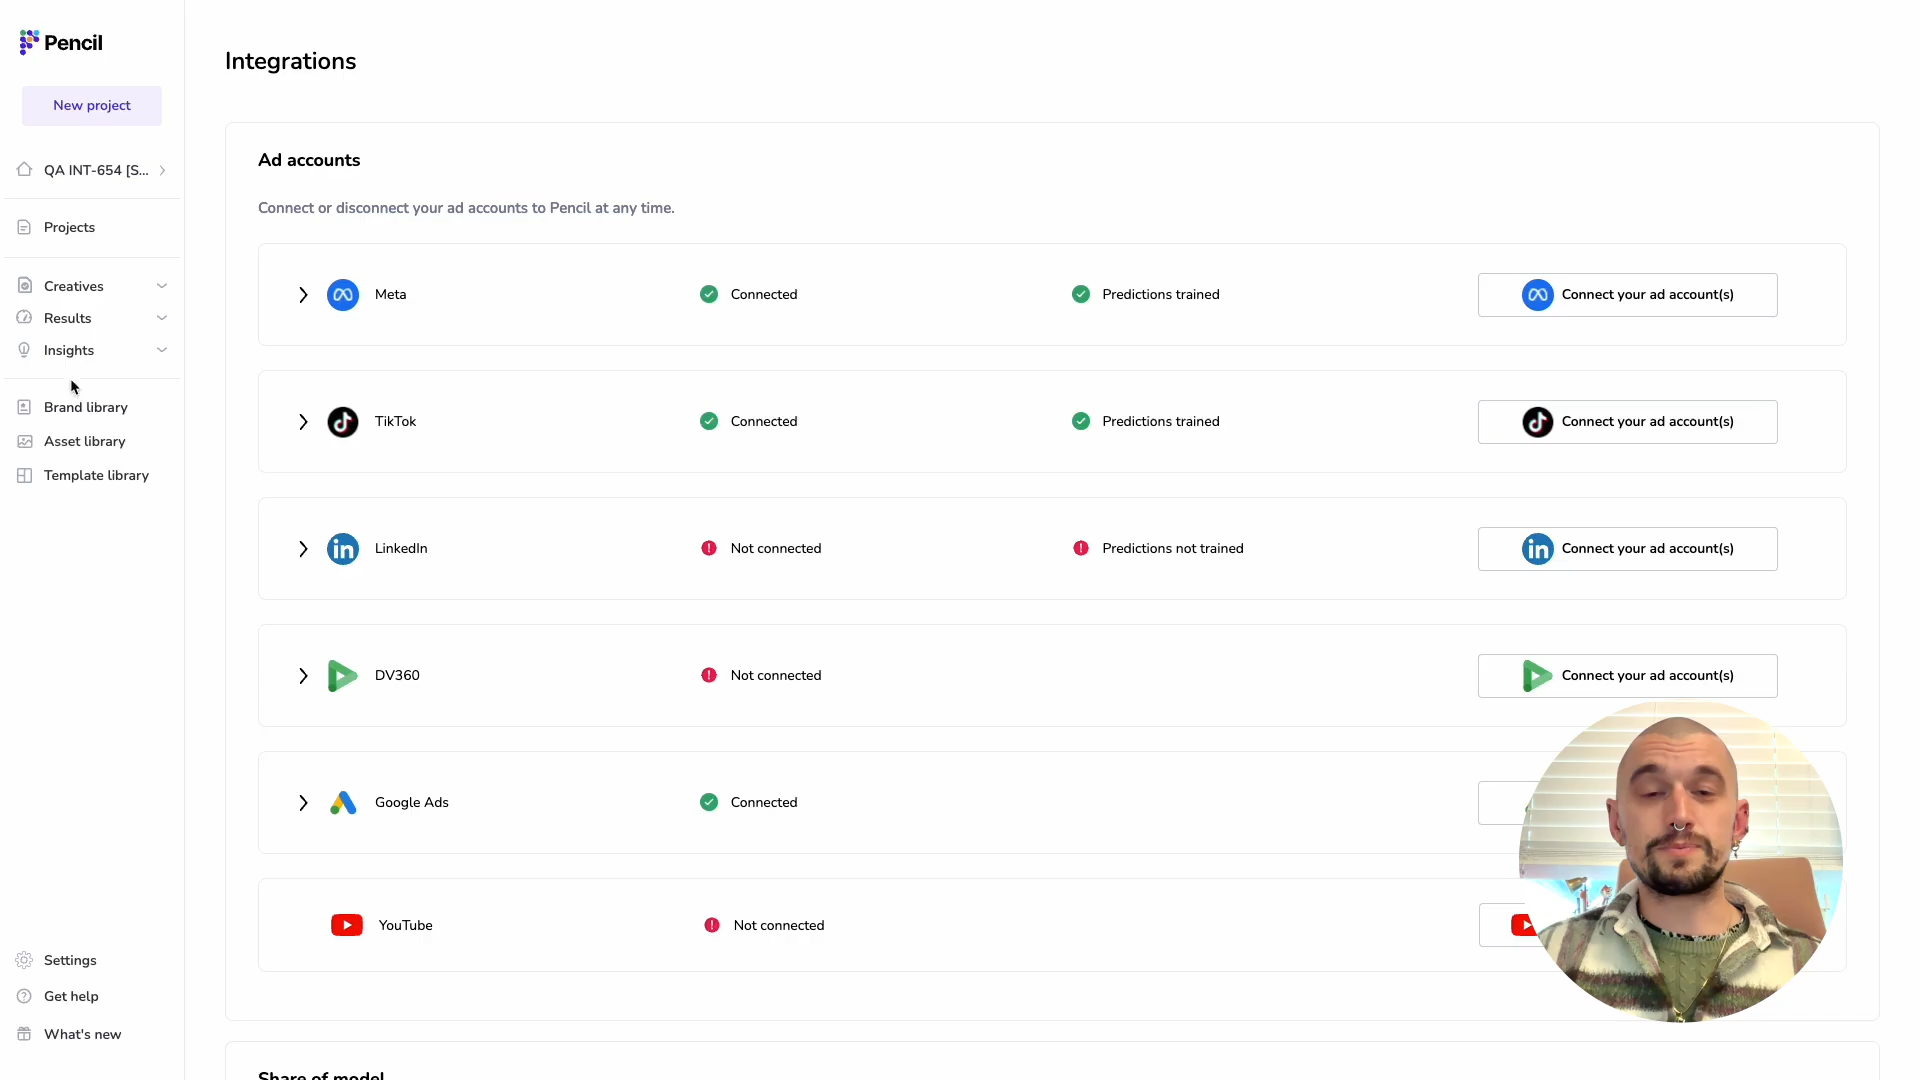 Pencil
New project
QA INT-654 [S...
Projects
Creatives
Results
Insights
Brand library
Asset library
Template library
Settings
Get help
What's new
Integrations
Ad accounts
Connect or disconnect your ad accounts to Pencil at any time.
Meta Connected Predictions trained Connect your ad account(s)
TikTok Connected Predictions trained Connect your ad account(s)
LinkedIn Not connected Predictions not trained Connect your ad account(s)
DV360 Not connected Connect your ad account(s)
Google Ads Connected
YouTube Not connected
Share of model